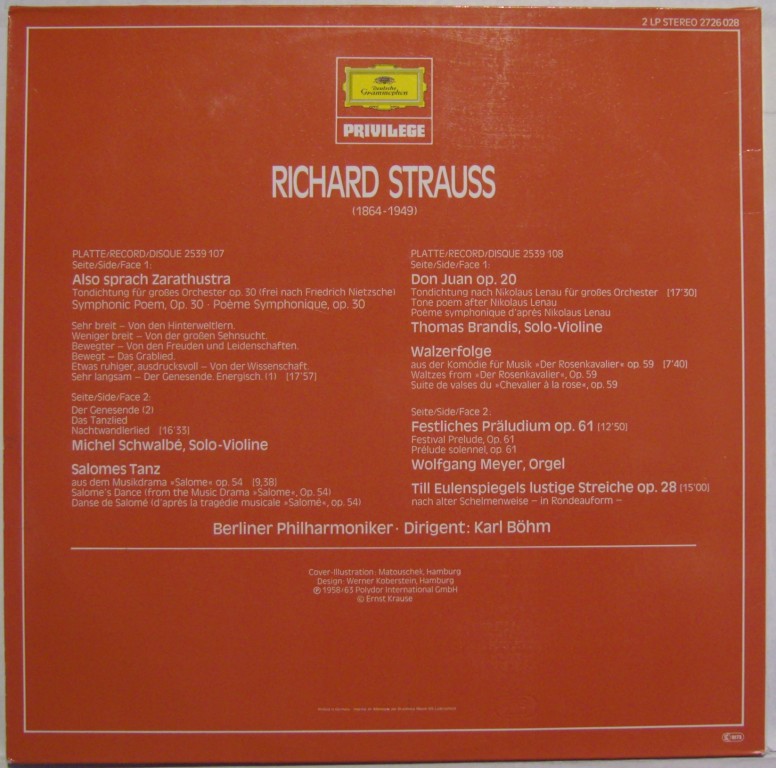 2 LP STEREO 2726 028
Deutsche
Grammophon
PRIVILEGE
RICHARD STRAUSS
(1864-1949)
PLATTE/RECORD/DISQUE 2539 107
Seite/Side/Face 1:
Also sprach Zarathustra
Tondichtung für großes Orchester op. 30 (frei nach Friedrich Nietzsche)
Symphonic Poem, Op. 30 · Poème Symphonique, op. 30
Sehr breit – Von den Hinterweltlern.
Weniger breit – Von der großen Sehnsucht.
Bewegter – Von den Freuden und Leidenschaften.
Bewegt – Das Grablied.
Etwas ruhiger, ausdrucksvoll – Von der Wissenschaft.
Sehr langsam – Der Genesende. Energisch. (1) [17'57]
Seite/Side/Face 2:
Der Genesende (2)
Das Tanzlied
Nachtwandlerlied [16'33]
Michel Schwalbé, Solo-Violine
Salomes Tanz
aus dem Musikdrama »Salome« op. 54 [9,38]
Salome's Dance (from the Music Drama »Salome«, Op. 54)
Danse de Salomé (d'après la tragédie musicale »Salomé«, op. 54)
PLATTE/RECORD/DISQUE 2539 108
Seite/Side/Face 1:
Don Juan op. 20
Tondichtung nach Nikolaus Lenau für großes Orchester [17'30]
Tone poem after Nikolaus Lenau
Poème symphonique d'après Nikolaus Lenau
Thomas Brandis, Solo-Violine
Walzerfolge
aus der Komödie für Musik »Der Rosenkavalier« op. 59 [7'40]
Waltzes from »Der Rosenkavalier«, Op. 59
Suite de valses du »Chevalier à la rose«, op. 59
Seite/Side/Face 2:
Festliches Präludium op. 61 [12'50]
Festival Prelude, Op. 61
Prélude solennel, op. 61
Wolfgang Meyer, Orgel
Till Eulenspiegels lustige Streiche op. 28 [15'00]
nach alter Schelmenweise – in Rondeauform –
Berliner Philharmoniker · Dirigent: Karl Böhm
Cover-Illustration: Matouschek, Hamburg
Design: Werner Koberstein, Hamburg
℗ 1958/63 Polydor International GmbH
© Ernst Krause